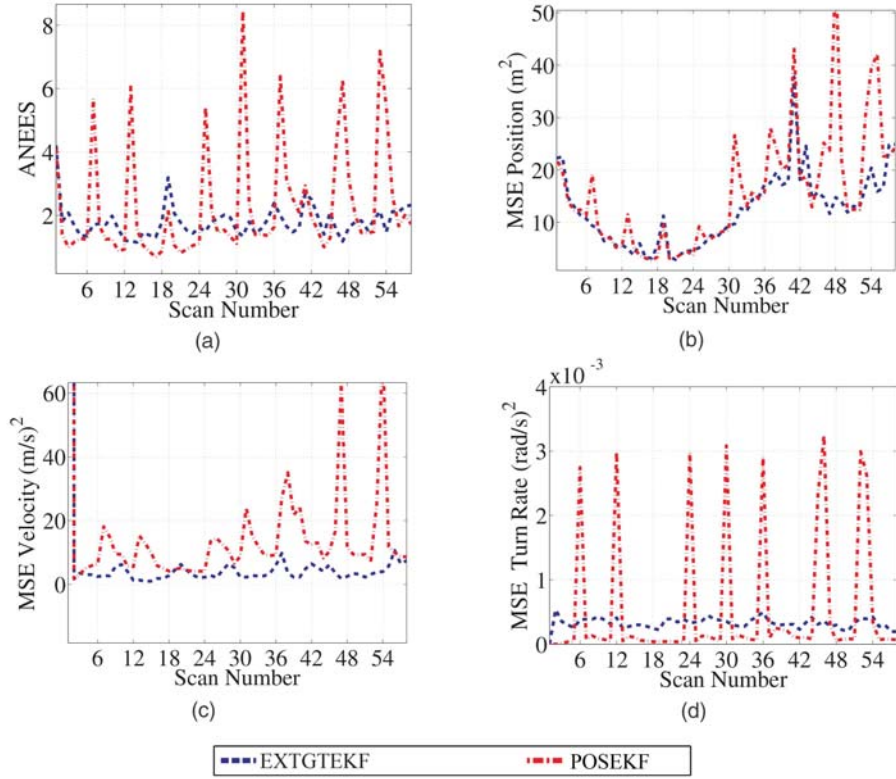 8
6
4
2
ANEES
6 12 18 24 30 36 42 48 54
Scan Number
(a)
50
40
30
20
10
MSE Position (m²)
6 12 18 24 30 36 42 48 54
Scan Number
(b)
60
40
20
0
MSE Velocity (m/s)²
6 12 18 24 30 36 42 48 54
Scan Number
(c)
x10 -3
4
3
2
1
0
MSE Turn Rate (rad/s)²
6 12 18 24 30 36 42 48 54
Scan Number
(d)
EXTGTEKF
POSEKF